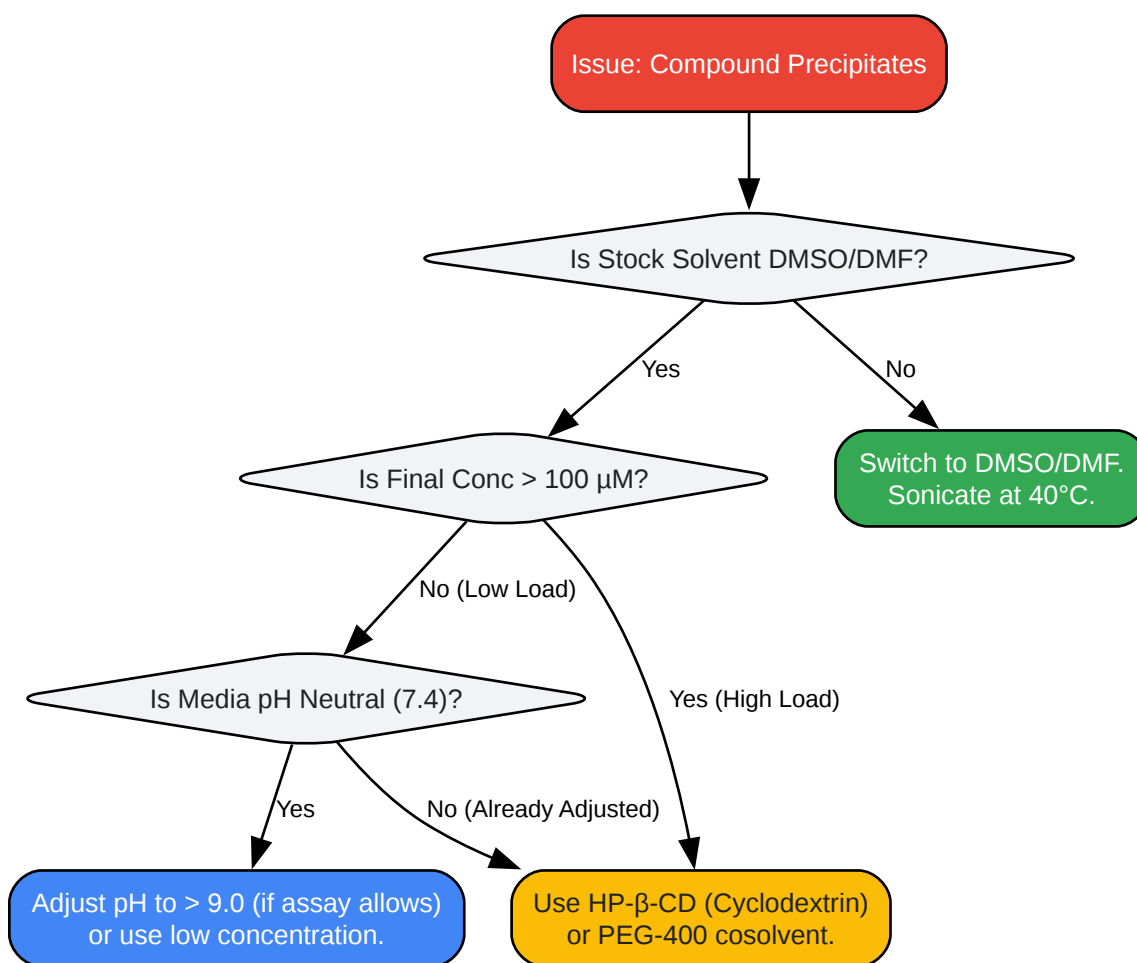 Issue: Compound Precipitates
Is Stock Solvent DMSO/DMF?
Yes
No
Is Final Conc > 100 µM?
Switch to DMSO/DMF.
Sonicate at 40°C.
No (Low Load)
Is Media pH Neutral (7.4)?
Yes (High Load)
Yes
No (Already Adjusted)
Adjust pH to > 9.0 (if assay allows)
or use low concentration.
Use HP-β-CD (Cyclodextrin)
or PEG-400 cosolvent.